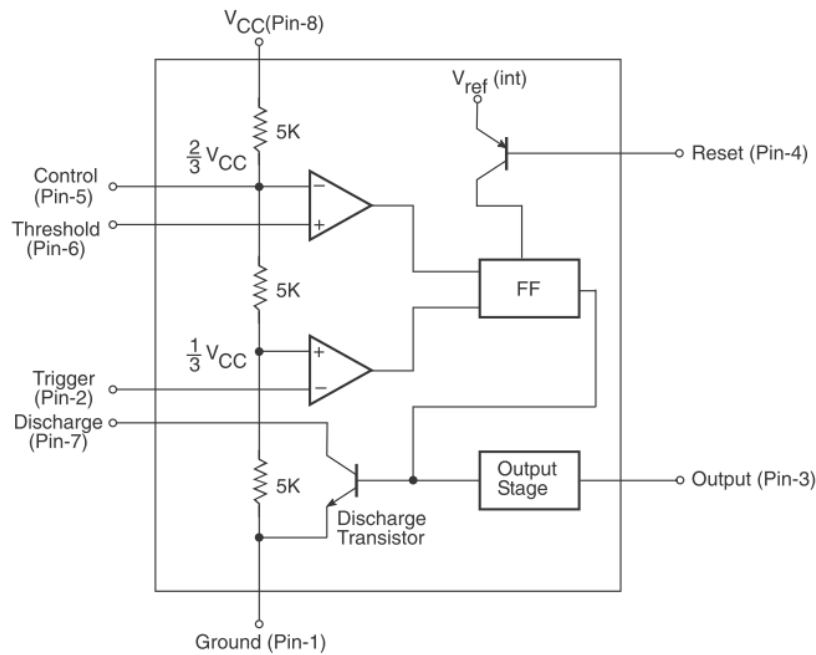 VCC(Pin-8)
Vref (int)
5K
2/3 VCC
Reset (Pin-4)
Control
(Pin-5)
−
+
Threshold
(Pin-6)
5K
FF
1/3 VCC
+
−
Trigger
(Pin-2)
Discharge
(Pin-7)
5K
Output
Stage
Output (Pin-3)
Discharge
Transistor
Ground (Pin-1)